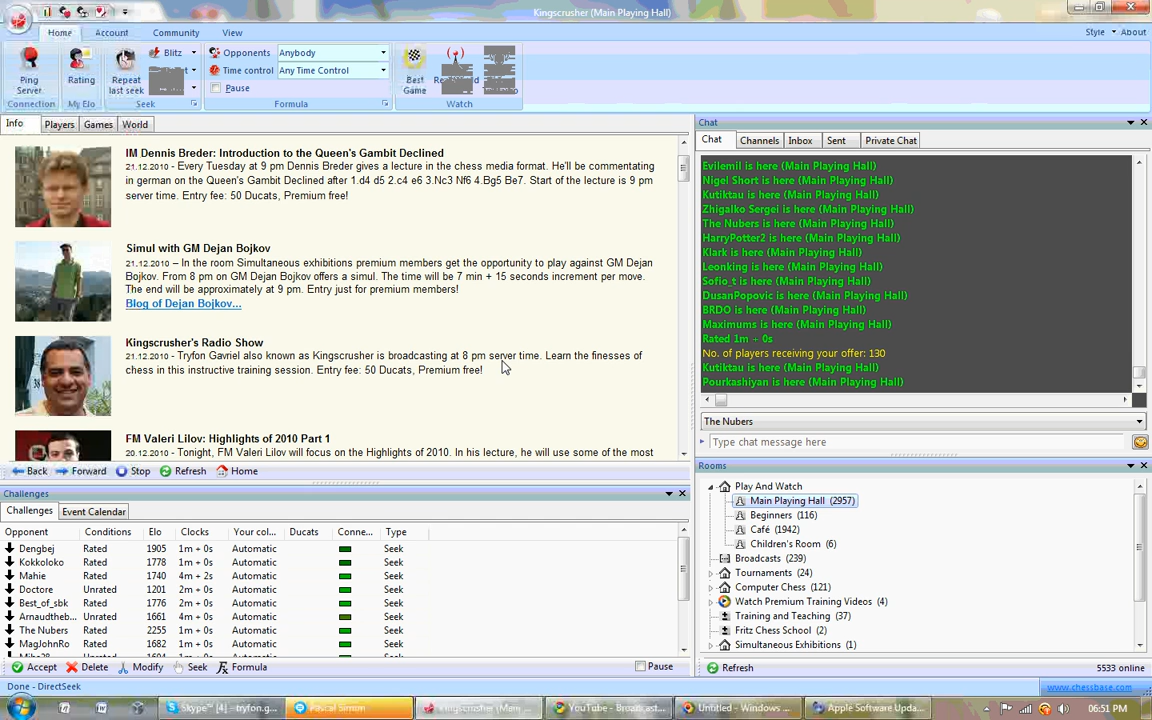 Kingscrusher (Main Playing Hall)
Home Account Community View
Style About
Ping Server
Rating
Repeat last seek
Blitz
Opponents Anybody
Time control Any Time Control
Pause
Best Game
Connection My Elo Seek Formula Watch
Info Players Games World
IM Dennis Breder: Introduction to the Queen's Gambit Declined
21.12.2010 - Every Tuesday at 9 pm Dennis Breder gives a lecture in the chess media format. He'll be commentating
in german on the Queen's Gambit Declined after 1.d4 d5 2.c4 e6 3.Nc3 Nf6 4.Bg5 Be7. Start of the lecture is 9 pm
server time. Entry fee: 50 Ducats, Premium free!
Simul with GM Dejan Bojkov
21.12.2010 – In the room Simultaneous exhibitions premium members get the opportunity to play against GM Dejan
Bojkov. From 8 pm on GM Dejan Bojkov offers a simul. The time will be 7 min + 15 seconds increment per move.
The end will be approximately at 9 pm. Entry just for premium members!
Blog of Dejan Bojkov...
Kingscrusher's Radio Show
21.12.2010 - Tryfon Gavriel also known as Kingscrusher is broadcasting at 8 pm server time. Learn the finesses of
chess in this instructive training session. Entry fee: 50 Ducats, Premium free!
FM Valeri Lilov: Highlights of 2010 Part 1
20.12.2010 - Tonight, FM Valeri Lilov will focus on the Highlights of 2010. In his lecture, he will use some of the most
Back Forward Stop Refresh Home
Chat
Chat Channels Inbox Sent Private Chat
Evilemil is here (Main Playing Hall)
Nigel Short is here (Main Playing Hall)
Kutiktau is here (Main Playing Hall)
Zhigalko Sergei is here (Main Playing Hall)
The Nubers is here (Main Playing Hall)
HarryPotter2 is here (Main Playing Hall)
Klark is here (Main Playing Hall)
Leonking is here (Main Playing Hall)
Sofio_t is here (Main Playing Hall)
DusanPopovic is here (Main Playing Hall)
BRDO is here (Main Playing Hall)
Maximums is here (Main Playing Hall)
Rated 1m + 0s
No. of players receiving your offer: 130
Kutiktau is here (Main Playing Hall)
Pourkashiyan is here (Main Playing Hall)
The Nubers
Type chat message here
Rooms
Play And Watch
Main Playing Hall (2957)
Beginners (116)
Café (1942)
Children's Room (6)
Broadcasts (239)
Tournaments (24)
Computer Chess (121)
Watch Premium Training Videos (4)
Training and Teaching (37)
Fritz Chess School (2)
Simultaneous Exhibitions (1)
Refresh 5533 online
Challenges
Challenges Event Calendar
Opponent Conditions Elo Clocks Your col... Ducats Conne... Type
Dengbej Rated 1905 1m + 0s Automatic Seek
Kokkoloko Rated 1778 1m + 0s Automatic Seek
Mahie Rated 1740 4m + 2s Automatic Seek
Doctore Unrated 1201 2m + 0s Automatic Seek
Best_of_sbk Rated 1776 2m + 0s Automatic Seek
Arnaudtheb... Unrated 1661 4m + 0s Automatic Seek
The Nubers Rated 2255 1m + 0s Automatic Seek
MagJohnRo Rated 1682 1m + 0s Automatic Seek
Accept Delete Modify Seek Formula Pause
Done - DirectSeek
www.chessbase.com
Skype™ [4] - tryfon.g...
Pascal Simon
Kingscrusher (Main ...
YouTube - Broadcast...
Untitled - Windows ...
Apple Software Upda...
06:51 PM